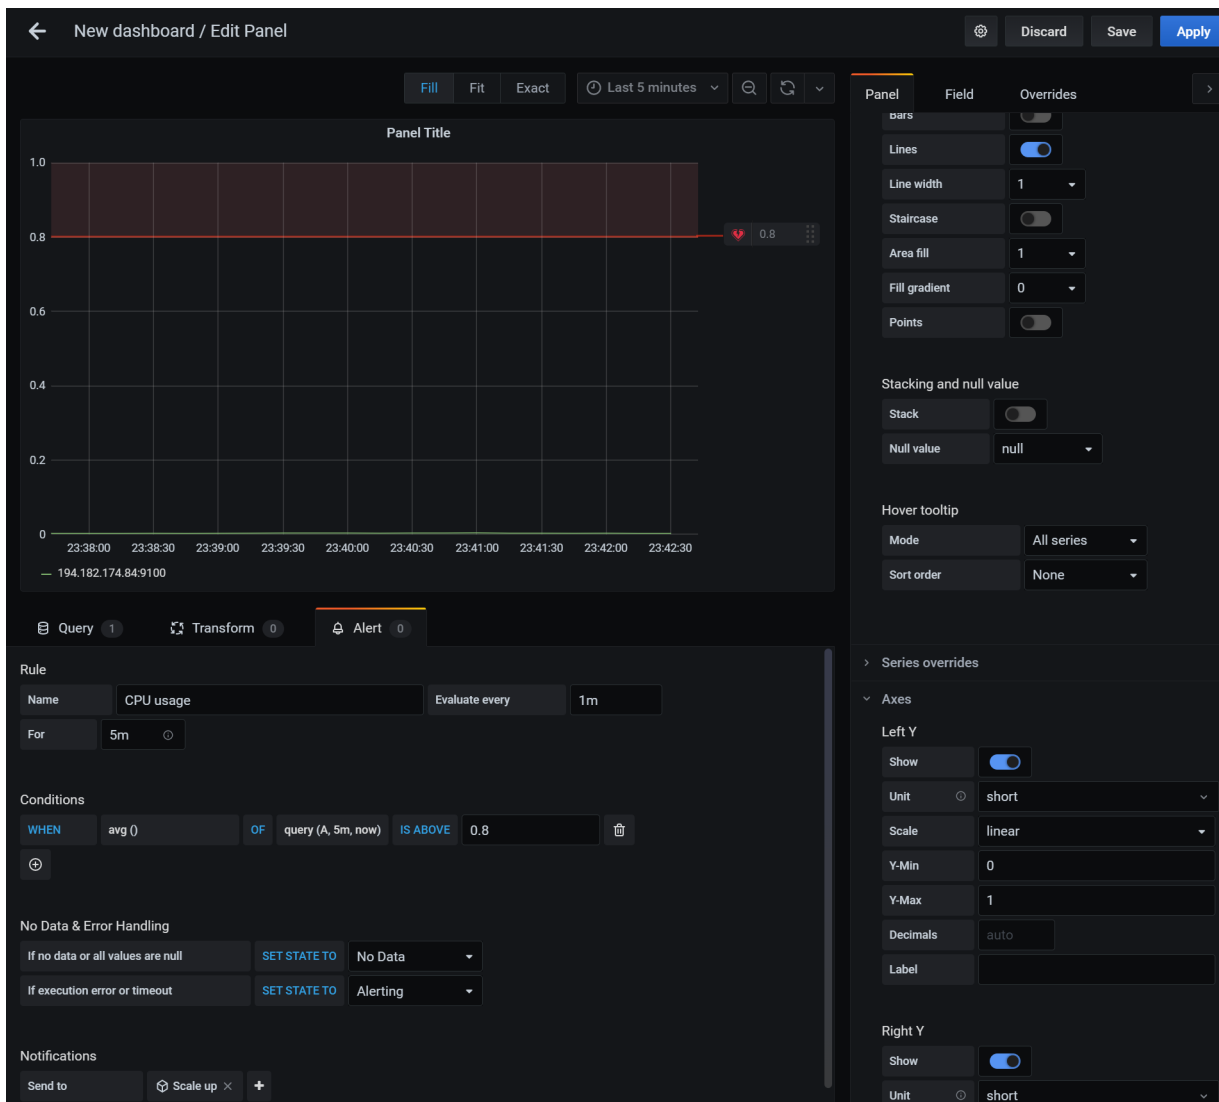 New dashboard / Edit Panel
Discard
Save
Apply
Fill
Fit
Exact
Last 5 minutes
Panel Title
1.0
0.8
0.8
0.6
0.4
0.2
0
23:38:00 23:38:30 23:39:00 23:39:30 23:40:00 23:40:30 23:41:00 23:41:30 23:42:00 23:42:30
194.182.174.84:9100
Query 1
Transform 0
Alert 0
Rule
Name CPU usage Evaluate every 1m
For 5m
Conditions
WHEN avg () OF query (A, 5m, now) IS ABOVE 0.8
No Data & Error Handling
If no data or all values are null SET STATE TO No Data
If execution error or timeout SET STATE TO Alerting
Notifications
Send to Scale up
Panel
Field
Overrides
Bars
Lines
Line width 1
Staircase
Area fill 1
Fill gradient 0
Points
Stacking and null value
Stack
Null value null
Hover tooltip
Mode All series
Sort order None
Series overrides
Axes
Left Y
Show
Unit short
Scale linear
Y-Min 0
Y-Max 1
Decimals auto
Label
Right Y
Show
Unit short